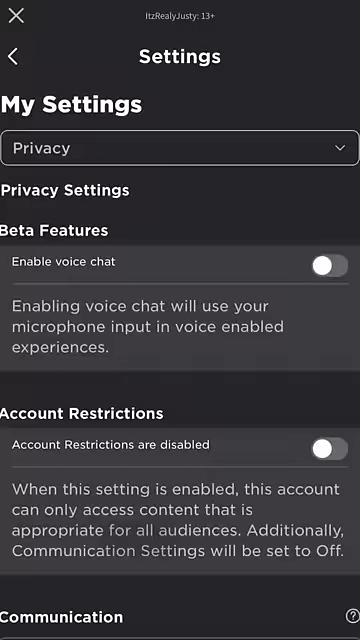 ItzRealyJusty: 13+
Settings
My Settings
Privacy
Privacy Settings
Beta Features
Enable voice chat
Enabling voice chat will use your
microphone input in voice enabled
experiences.
Account Restrictions
Account Restrictions are disabled
When this setting is enabled, this account
can only access content that is
appropriate for all audiences. Additionally,
Communication Settings will be set to Off.
Communication